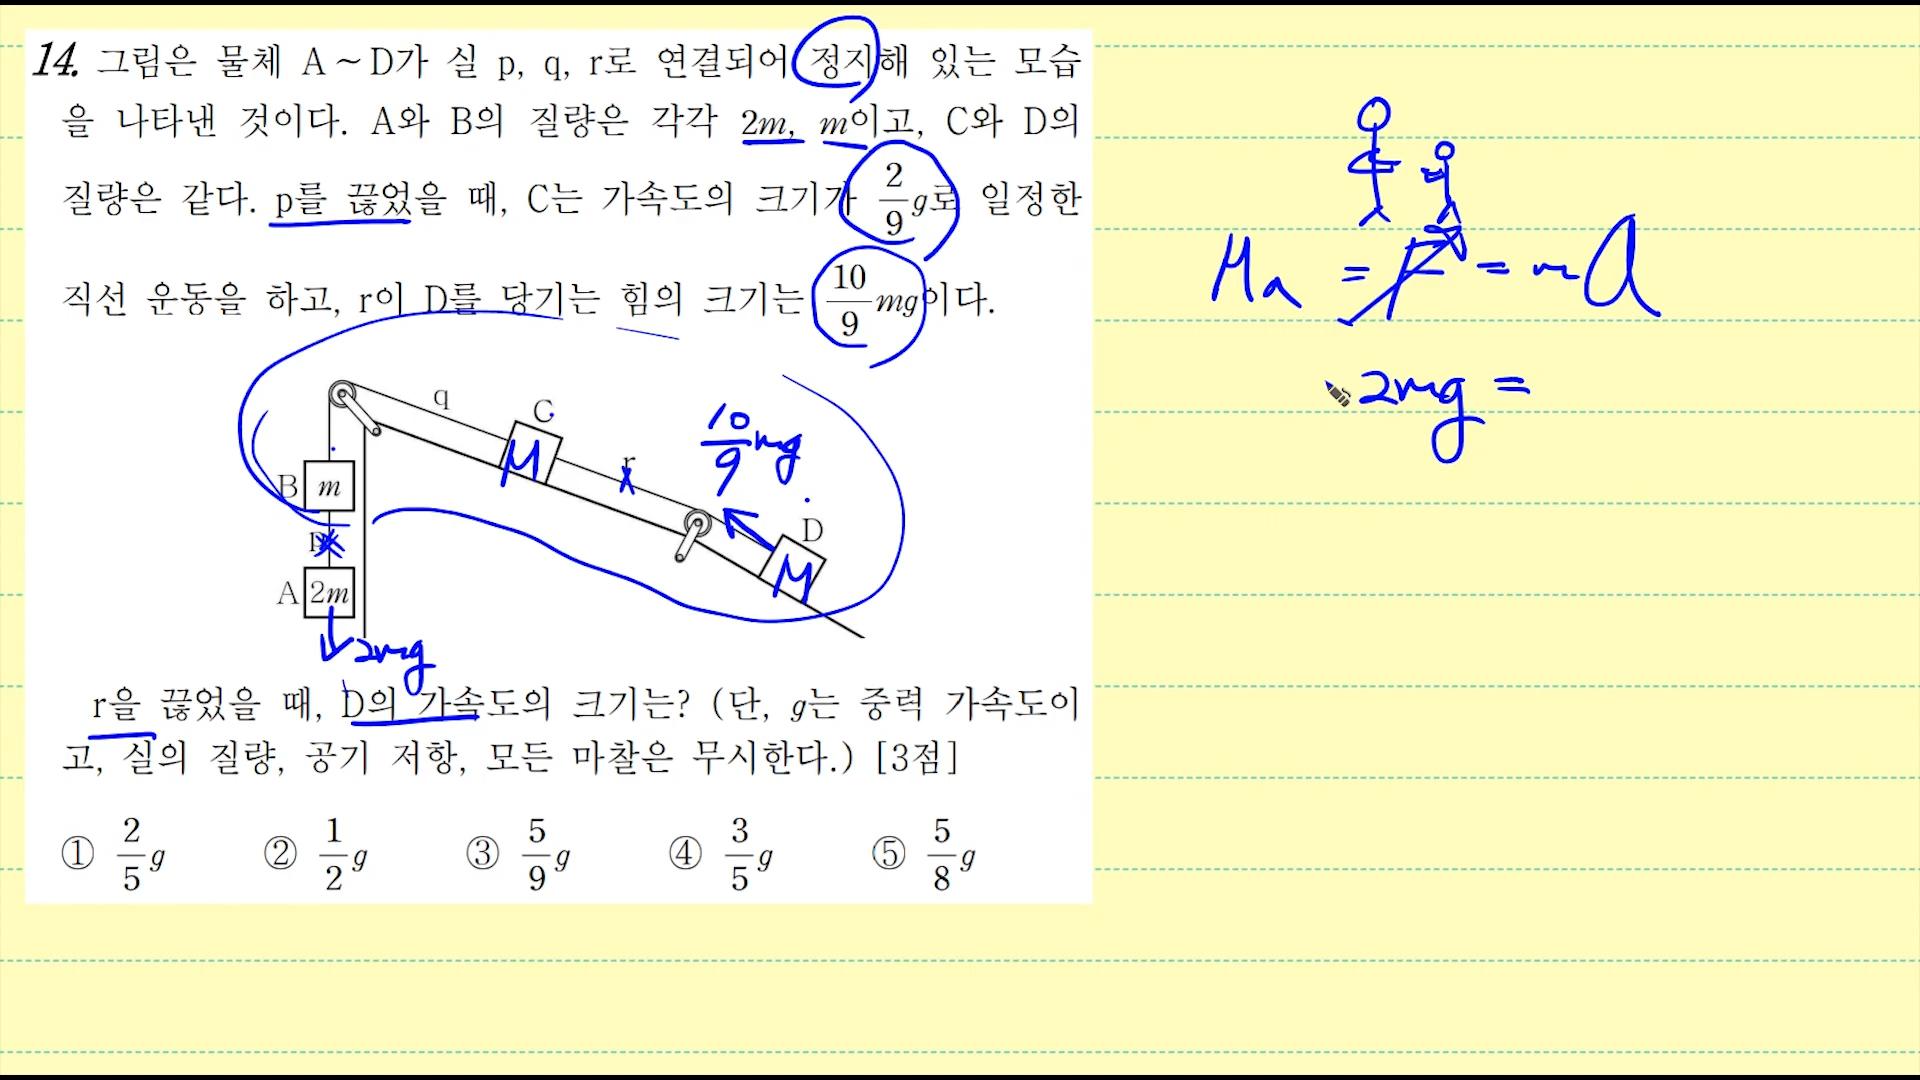 14. 그림은 물체 A～D가 실 p, q, r로 연결되어 정지해 있는 모습
을 나타낸 것이다. A와 B의 질량은 각각 2m, m이고, C와 D의
질량은 같다. p를 끊었을 때, C는 가속도의 크기가 2/9 g로 일정한
직선 운동을 하고, r이 D를 당기는 힘의 크기는 10/9 mg이다.
q
C
M
r
10/9 mg
D
M
B m
A 2m
2mg
r을 끊었을 때, D의 가속도의 크기는? (단, g는 중력 가속도이
고, 실의 질량, 공기 저항, 모든 마찰은 무시한다.) [3점]
① 2/5 g ② 1/2 g ③ 5/9 g ④ 3/5 g ⑤ 5/8 g
Ma = F = ma
2mg =